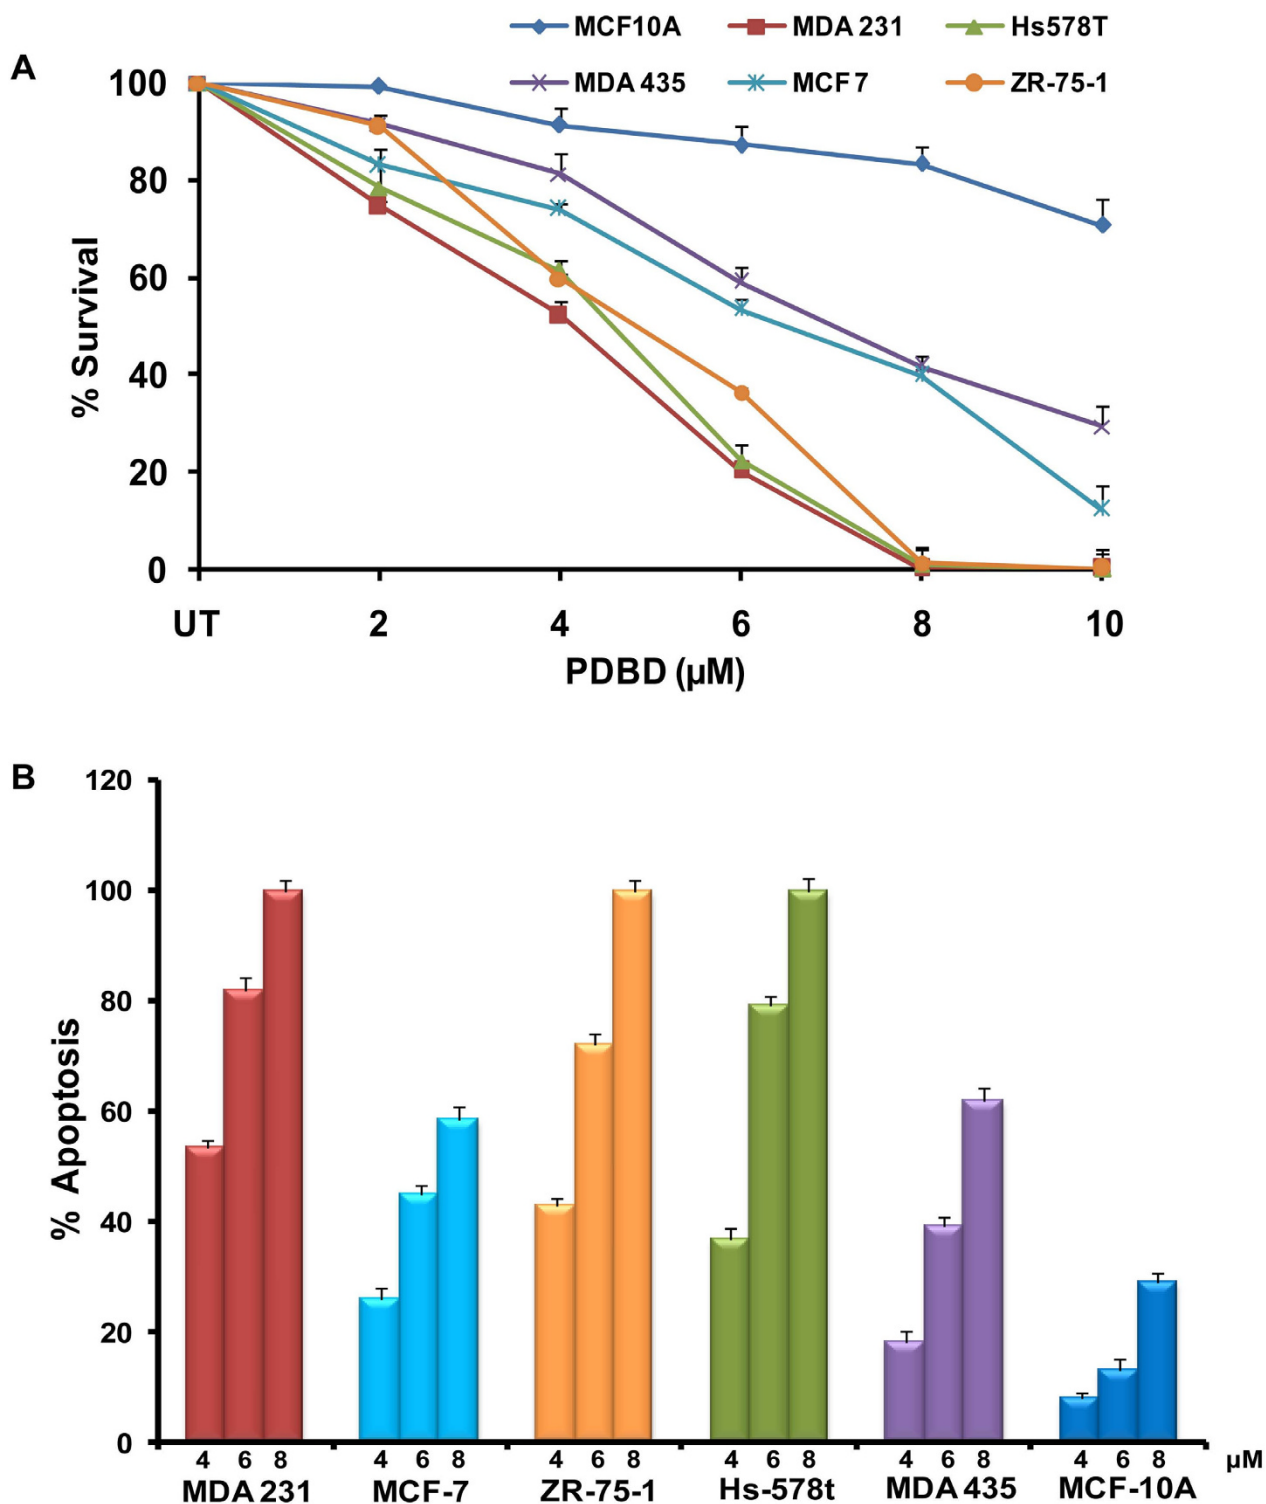 MCF10A MDA 231 Hs578T
A
MDA 435 MCF 7 ZR-75-1
100
80
60
40
20
0
% Survival
UT 2 4 6 8 10
PDBD (µM)
B
120
100
80
60
40
20
0
% Apoptosis
4 6 8 4 6 8 4 6 8 4 6 8 4 6 8 4 6 8 µM
MDA 231 MCF-7 ZR-75-1 Hs-578t MDA 435 MCF-10A